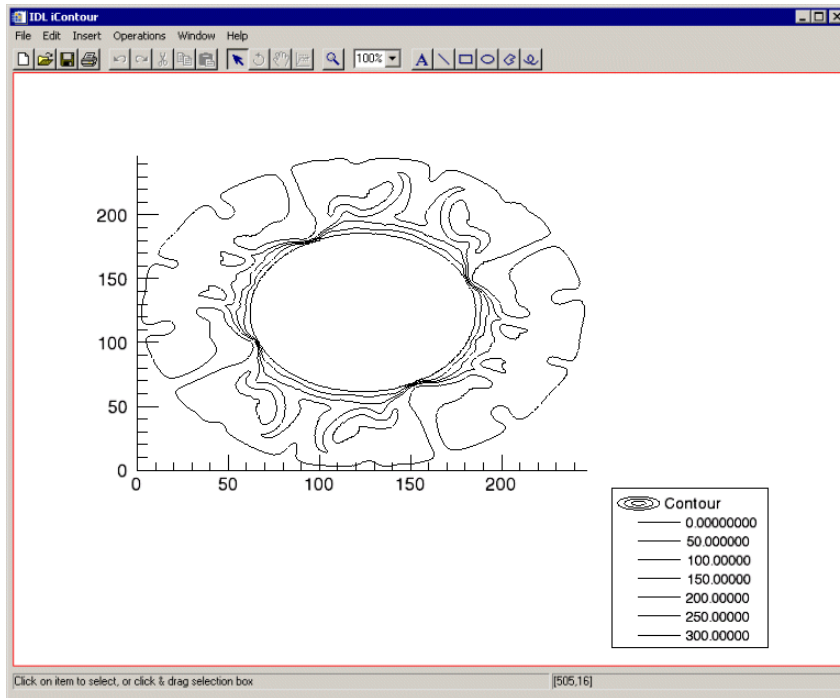 IDL iContour
File Edit Insert Operations Window Help
100% A
200
150
100
50
0
0 50 100 150 200
Contour
0.00000000
50.000000
100.00000
150.00000
200.00000
250.00000
300.00000
Click on item to select, or click & drag selection box [505,16]